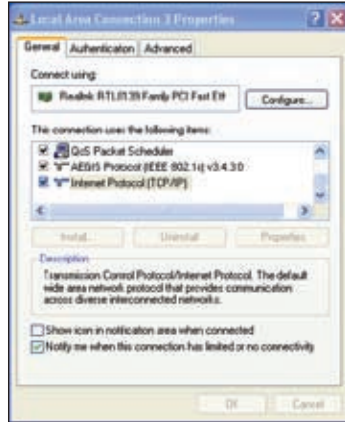 Local Area Connection 3 Properties
General Authentication Advanced
Connect using:
Realtek RTL8139 Family PCI Fast Eth
Configure...
This connection uses the following items:
QoS Packet Scheduler
AEGIS Protocol (IEEE 802.1x) v3.4.3.0
Internet Protocol (TCP/IP)
Install... Uninstall Properties
Description
Transmission Control Protocol/Internet Protocol. The default
wide area network protocol that provides communication
across diverse interconnected networks.
Show icon in notification area when connected
Notify me when this connection has limited or no connectivity
OK Cancel